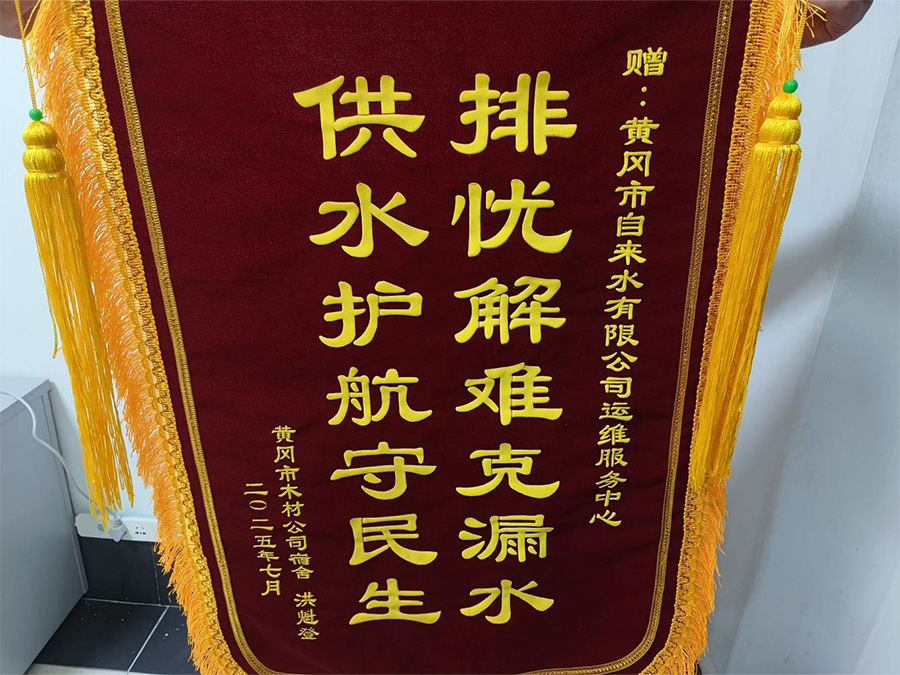 赠：黄冈市自来水有限公司运维服务中心
排忧解难克漏水
供水护航守民生
黄冈市木材公司宿舍 洪魁登
二〇二五年七月